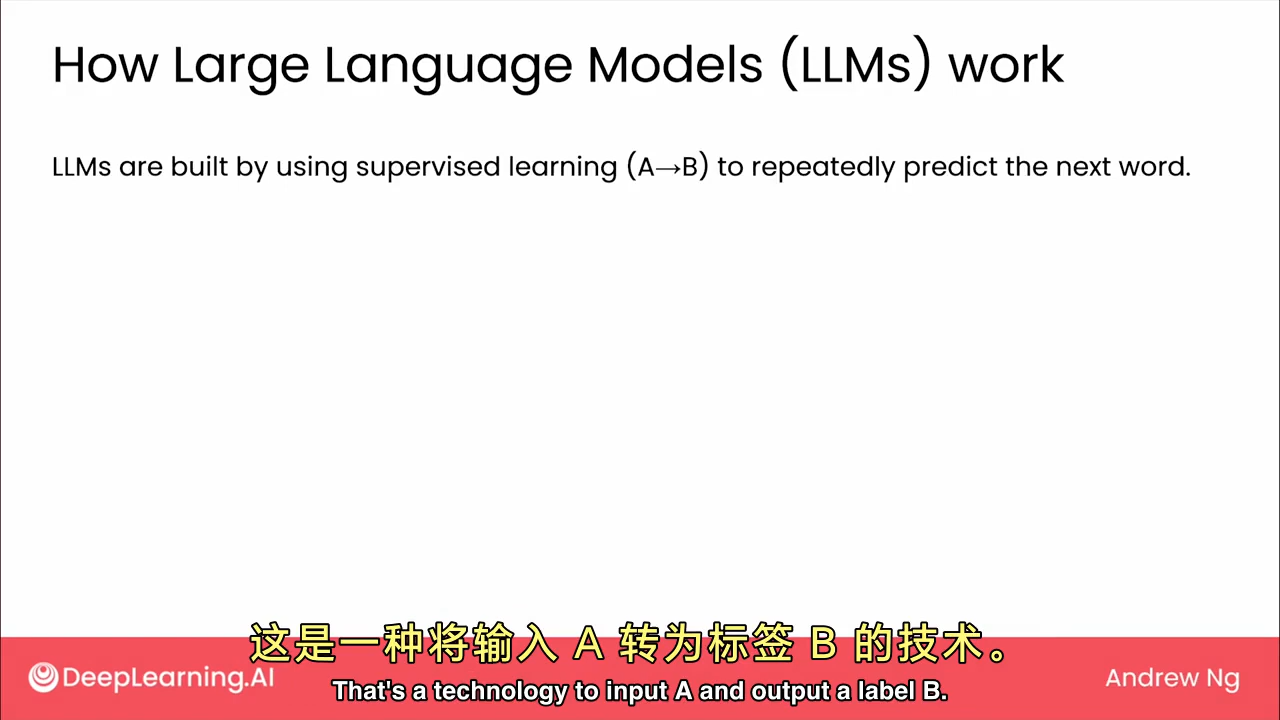 How Large Language Models (LLMs) work
LLMs are built by using supervised learning (A→B) to repeatedly predict the next word.
这是一种将输入 A 转为标签 B 的技术。
That's a technology to input A and output a label B.
DeepLearning.AI
Andrew Ng